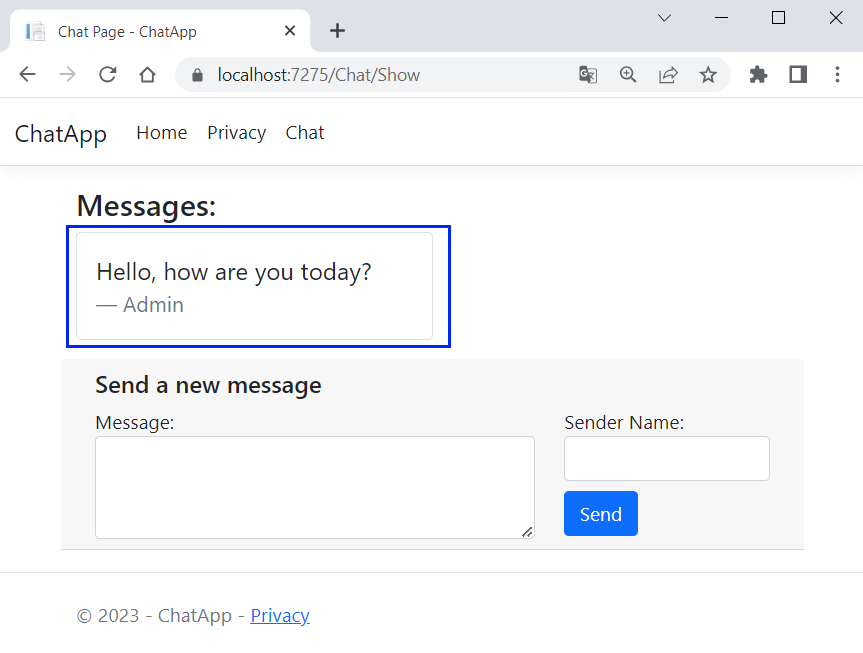 Chat Page - ChatApp
localhost:7275/Chat/Show
ChatApp Home Privacy Chat
Messages:
Hello, how are you today?
— Admin
Send a new message
Message:
Sender Name:
Send
© 2023 - ChatApp - Privacy